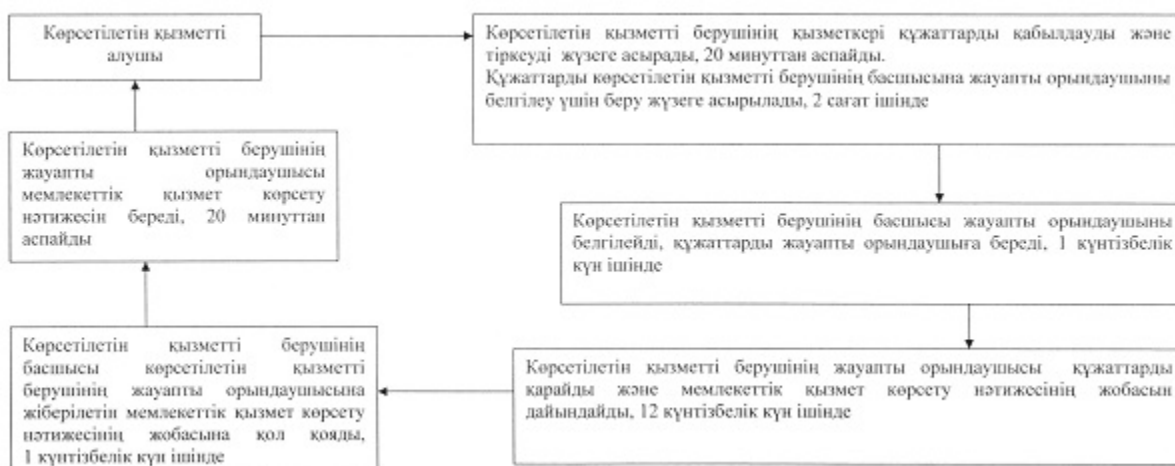 Көрсетілетін қызметті
алушы
Көрсетілетін қызметті берушінің қызметкері құжаттарды қабылдауды және
тіркеуді жүзеге асырады, 20 минуттан аспайды.
Құжаттарды көрсетілетін қызметті берушінің басшысына жауапты орындаушыны
белгілеу үшін беру жүзеге асырылады, 2 сағат ішінде
Көрсетілетін қызметті берушінің басшысы жауапты орындаушыны
белгілейді, құжаттарды жауапты орындаушыға береді, 1 күнтізбелік
күн ішінде
Көрсетілетін қызметті берушінің жауапты орындаушысы құжаттарды
қарайды және мемлекеттік қызмет көрсету нәтижесінің жобасын
дайындайды, 12 күнтізбелік күн ішінде
Көрсетілетін қызметті берушінің
басшысы көрсетілетін қызметті
берушінің жауапты орындаушысына
жіберілетін мемлекеттік қызмет көрсету
нәтижесінің жобасына қол қояды,
1 күнтізбелік күн ішінде
Көрсетілетін қызметті берушінің
жауапты орындаушысы
мемлекеттік қызмет көрсету
нәтижесін береді, 20 минуттан
аспайды